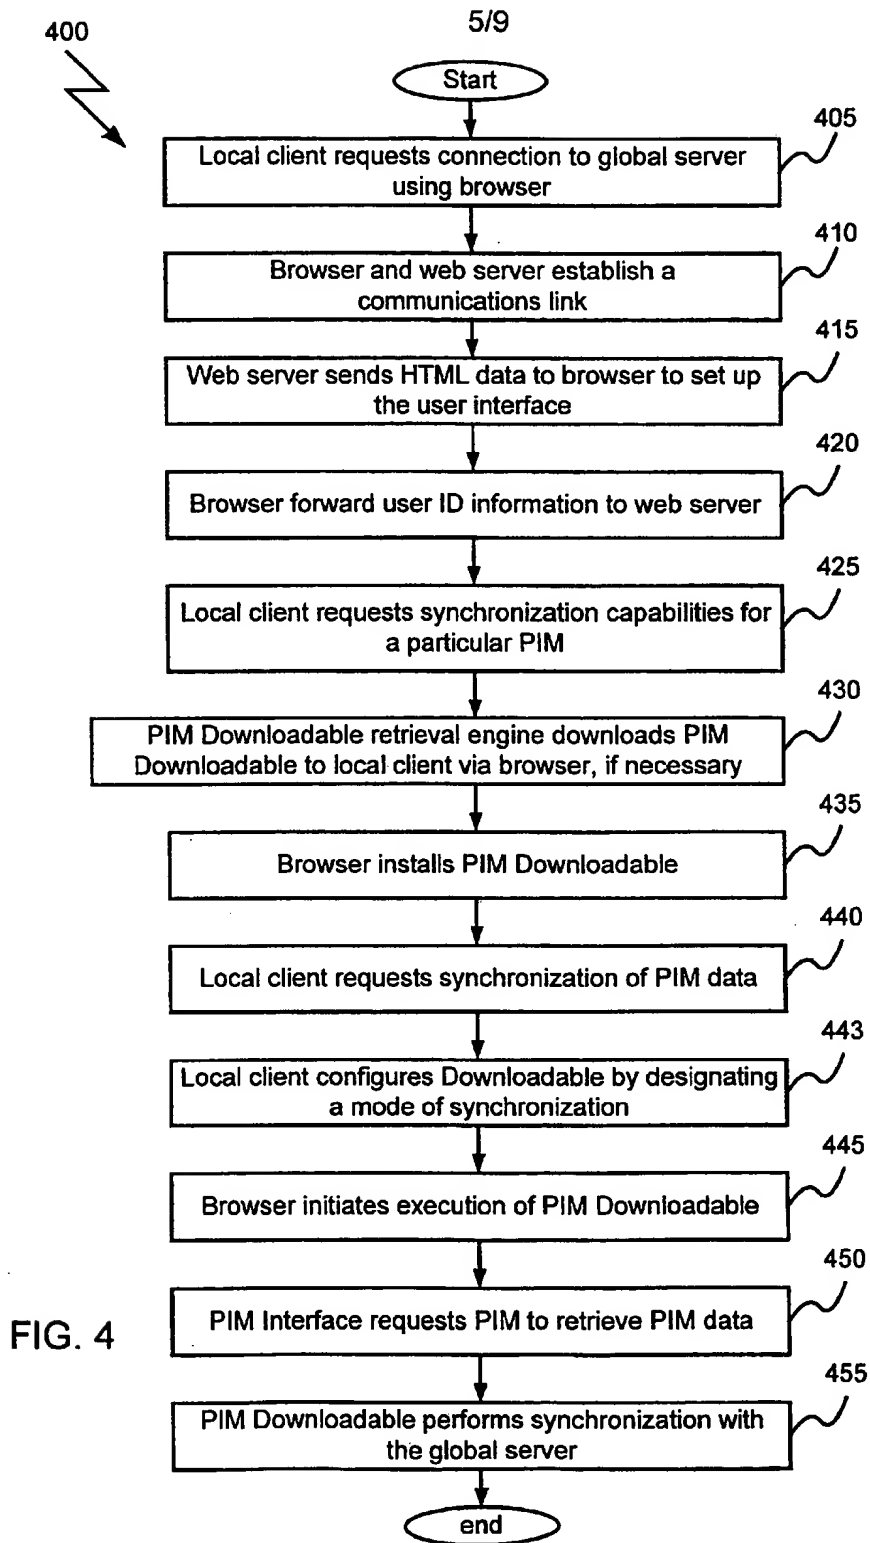 5/9
400
Start
405
Local client requests connection to global server
using browser
410
Browser and web server establish a
communications link
415
Web server sends HTML data to browser to set up
the user interface
420
Browser forward user ID information to web server
425
Local client requests synchronization capabilities for
a particular PIM
430
PIM Downloadable retrieval engine downloads PIM
Downloadable to local client via browser, if necessary
435
Browser installs PIM Downloadable
440
Local client requests synchronization of PIM data
443
Local client configures Downloadable by designating
a mode of synchronization
445
Browser initiates execution of PIM Downloadable
450
PIM Interface requests PIM to retrieve PIM data
FIG. 4
455
PIM Downloadable performs synchronization with
the global server
end